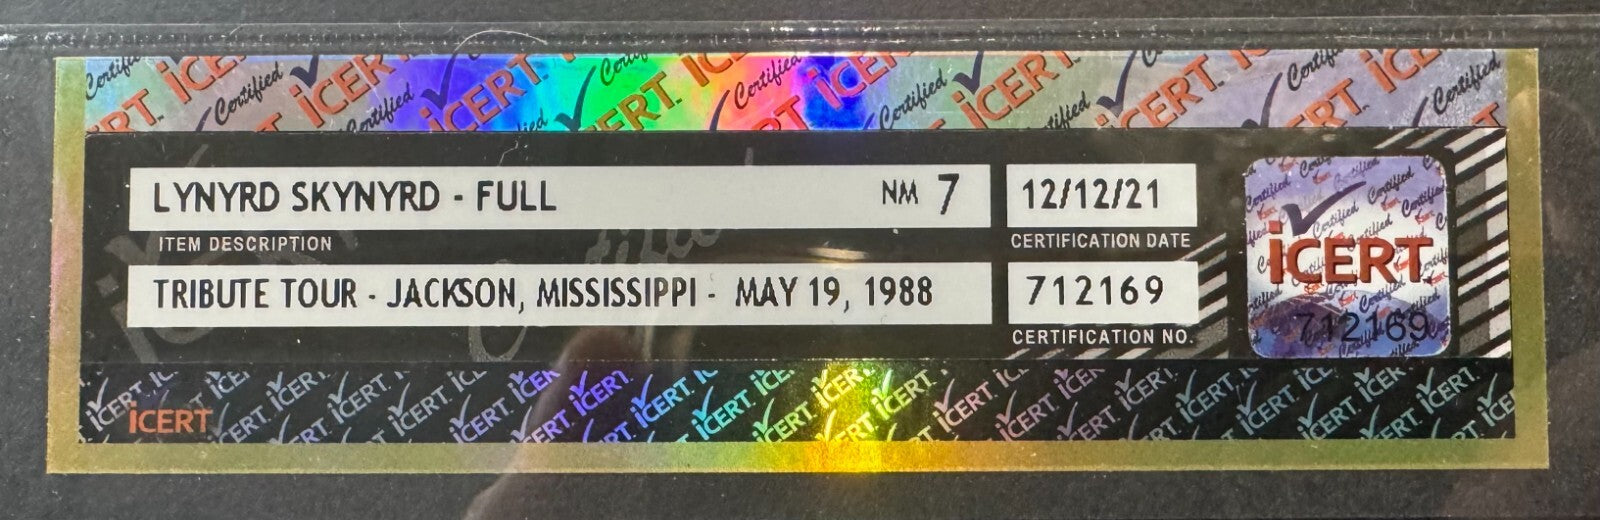 LYNYRD SKYNYRD - FULL NM 7 12/12/21
ITEM DESCRIPTION CERTIFICATION DATE
TRIBUTE TOUR - JACKSON, MISSISSIPPI - MAY 19, 1988 712169
CERTIFICATION NO.
iCERT
712169
iCERT